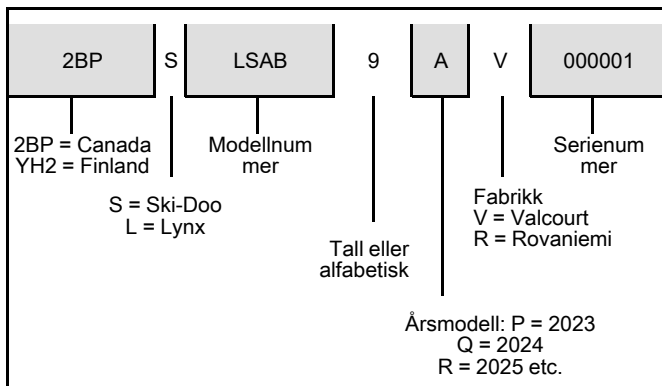 2BP S LSAB 9 A V 000001
2BP = Canada
YH2 = Finland
Modellnum
mer
Serienum
mer
S = Ski-Doo
L = Lynx
Fabrikk
V = Valcourt
R = Rovaniemi
Tall eller
alfabetisk
Årsmodell: P = 2023
Q = 2024
R = 2025 etc.